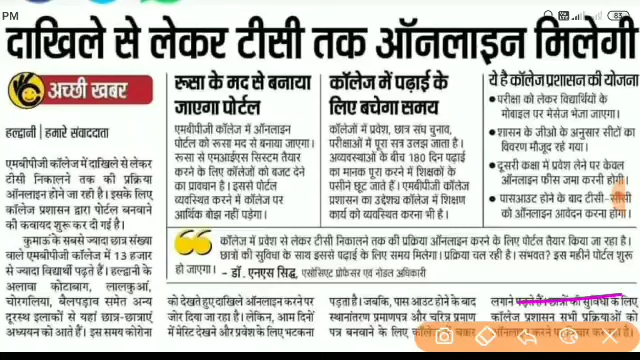 PM
83
दाखिले से लेकर टीसी तक ऑनलाइन मिलेगी
अच्छी खबर
हल्द्वानी | हमारे संवाददाता
एमबीपीजी कॉलेज में दाखिले से लेकर
टीसी निकालने तक की प्रक्रिया
ऑनलाइन होने जा रही है। इसके लिए
कॉलेज प्रशासन द्वारा पोर्टल बनवाने
की कवायद शुरू कर दी गई है।
कुमाऊ के सबसे ज्यादा छात्र संख्या
वाले एमबीपीजी कॉलेज में 13 हजार
से ज्यादा विद्यार्थी पढ़ते हैं। हल्द्वानी के
अलावा कोटाबाग, लालकुआं,
चोरगलिया, बैलपड़ाव समेत अन्य
दूरस्थ इलाकों से यहां छात्र-छात्राएं
अध्ययन को आते हैं। इस समय कोरोना
रूसा के मद से बनाया
जाएगा पोर्टल
एमबीपीजी कॉलेज में ऑनलाइन
पोर्टल को रूसा मद से बनाया जाएगा।
रूसा से एमआईएस सिस्टम तैयार
करने के लिए कॉलेजों को बजट देने
का प्रावधान है। इससे पोर्टल
व्यवस्थित करने में कॉलेज पर
आर्थिक बोझ नहीं पड़ेगा।
कॉलेज में पढ़ाई के
लिए बचेगा समय
कॉलेजों में प्रवेश, छात्र संघ चुनाव,
परीक्षाओं में पूरा सत्र उलझ जाता है।
अव्यवस्थाओं के बीच 180 दिन पढ़ाई
का मानक पूरा करने में शिक्षकों के
पसीने छूट जाते हैं। एमबीपीजी कॉलेज
प्रशासन का उद्देश्य कॉलेज में शिक्षण
कार्य को व्यवस्थित करना भी है।
ये है कॉलेज प्रशासन की योजना
• परीक्षा को लेकर विद्यार्थियों के
मोबाइल पर मैसेज भेजा जाएगा।
• शासन के जीओ के अनुसार सीटों का
विवरण मौजूद रहे गया।
• दूसरी कक्षा में प्रवेश लेने पर केवल
ऑनलाइन फीस जमा करनी होगी।
• पासआउट होने के बाद टीसी-सीसी
को ऑनलाइन आवेदन करना होगा।
कॉलेज में प्रवेश से लेकर टीसी निकालने तक की प्रक्रिया ऑनलाइन करने के लिए पोर्टल तैयार किया जा रहा है।
छात्रों की सुविधा के साथ इससे पढ़ाई के लिए समय मिलेगा। प्रक्रिया चल रही है। संभवत? इस महीने पोर्टल शुरू
हो जाएगा। - डॉ. एनएस सिद्ध, एसोसिएट प्रोफेसर एवं नोडल अधिकारी
को देखते हुए दाखिले ऑनलाइन करने पर
जोर दिया जा रहा है। लेकिन, आम दिनों
में मेरिट देखने और प्रवेश के लिए भटकना
पड़ता है। जबकि, पास आउट होने के बाद
स्थानांतरण प्रमाणपत्र और चरित्र प्रमाण
पत्र बनवाने के लिए कॉलेज के चक्कर
लगाने पड़ते हैं। छात्रों की सुविधा के लिए
कॉलेज प्रशासन सभी प्रक्रियाओं को